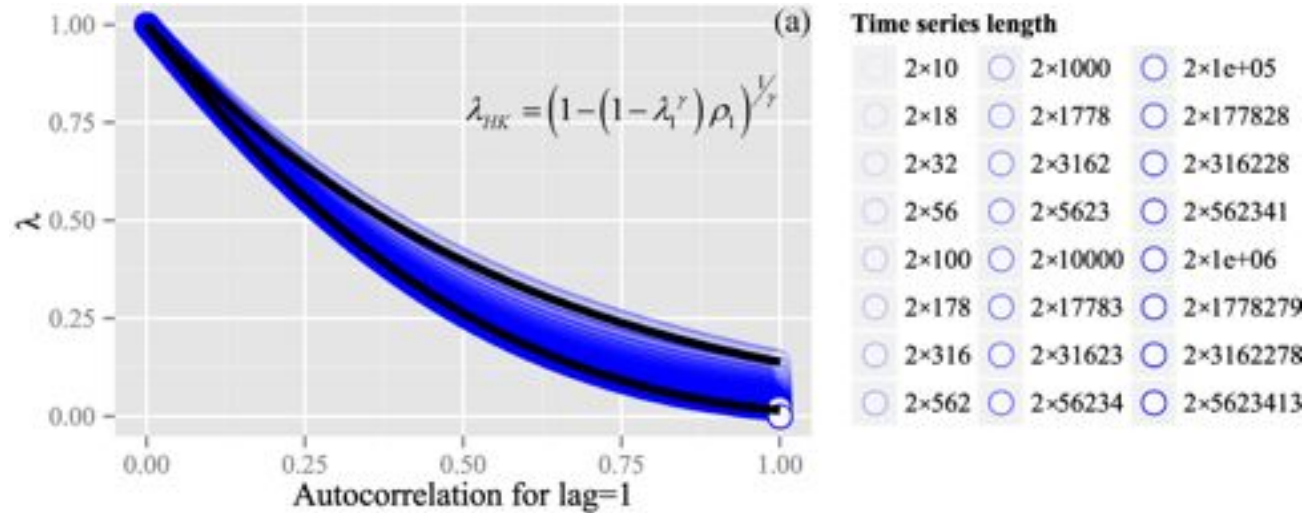 (a)
λ_HK = (1−(1−λ_1^γ)ρ_1)^1/γ
1.00
0.75
0.50
0.25
0.00
λ
0.00 0.25 0.50 0.75 1.00
Autocorrelation for lag=1
Time series length
2×10 2×1000 2×1e+05
2×18 2×1778 2×177828
2×32 2×3162 2×316228
2×56 2×5623 2×562341
2×100 2×10000 2×1e+06
2×178 2×17783 2×1778279
2×316 2×31623 2×3162278
2×562 2×56234 2×5623413